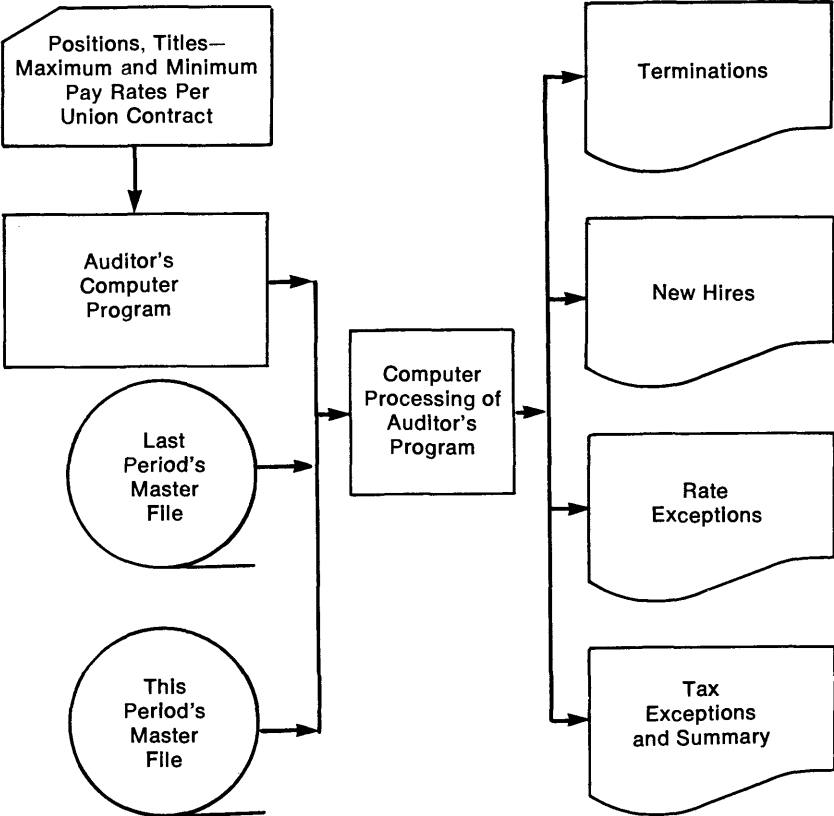 Positions, Titles—
Maximum and Minimum
Pay Rates Per
Union Contract
Auditor's
Computer
Program
Last
Period's
Master
File
This
Period's
Master
File
Computer
Processing of
Auditor's
Program
Terminations
New Hires
Rate
Exceptions
Tax
Exceptions
and Summary